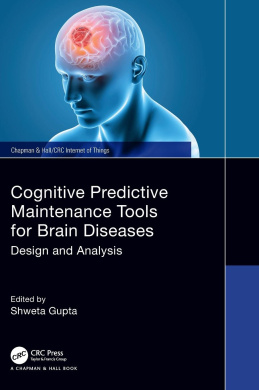 Chapman & Hall/CRC Internet of Things
Cognitive Predictive
Maintenance Tools
for Brain Diseases
Design and Analysis
Edited by
Shweta Gupta
CRC
CRC Press
Taylor & Francis Group
A CHAPMAN & HALL BOOK